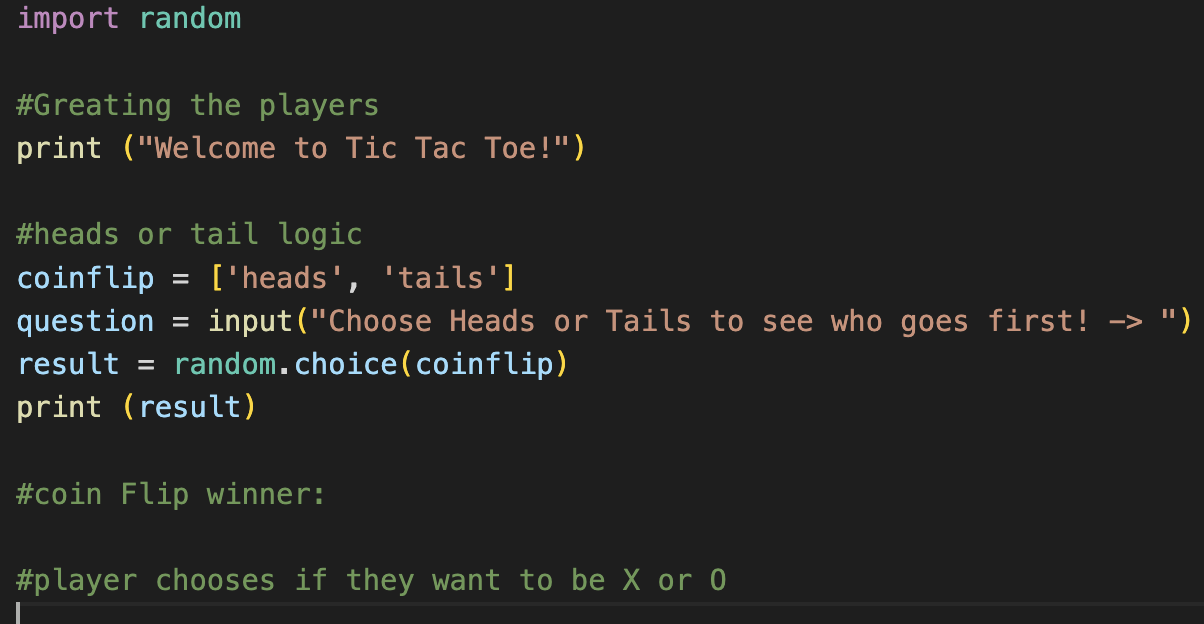 import random
#Greating the players
print ("Welcome to Tic Tac Toe!")
#heads or tail logic
coinflip = ['heads', 'tails']
question = input("Choose Heads or Tails to see who goes first! —> ")
result = random.choice(coinflip)
print (result)
#coin Flip winner:
#player chooses if they want to be X or O